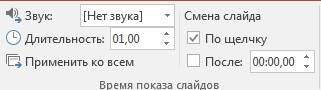 Звук: [Нет звука]
Длительность: 01,00
Применить ко всем
Смена слайда
По щелчку
После: 00:00,00
Время показа слайдов